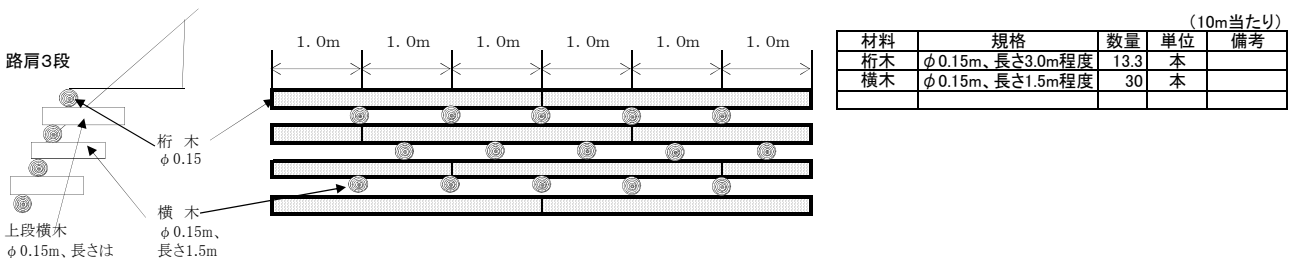 路肩3段
1. 0m 1. 0m 1. 0m 1. 0m 1. 0m 1. 0m
桁 木
φ0.15
横 木
φ0.15m、
長さ1.5m
上段横木
φ0.15m、長さは
(10m当たり)
材料 規格 数量 単位 備考
桁木 φ0.15m、長さ3.0m程度 13.3 本
横木 φ0.15m、長さ1.5m程度 30 本